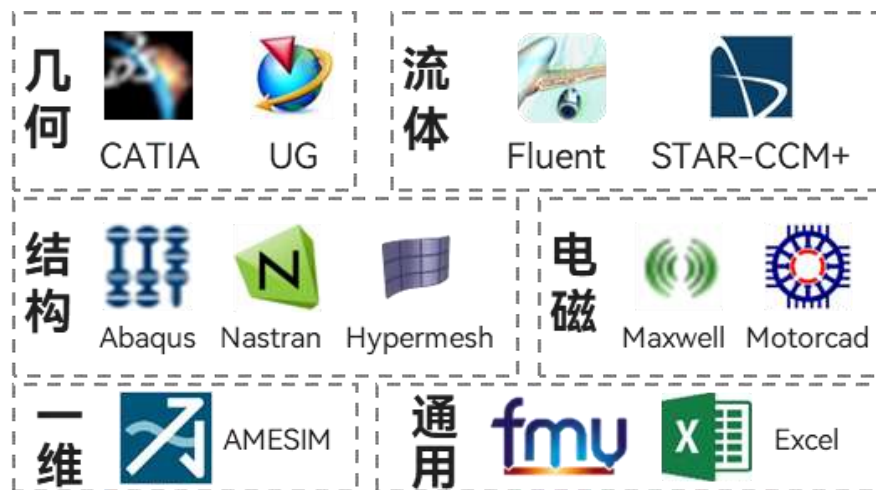 几何
CATIA
UG
流体
Fluent
STAR-CCM+
结构
N
Abaqus
Nastran
Hypermesh
电磁
Maxwell
Motorcad
一维
AMESIM
通用
fmu
X
Excel